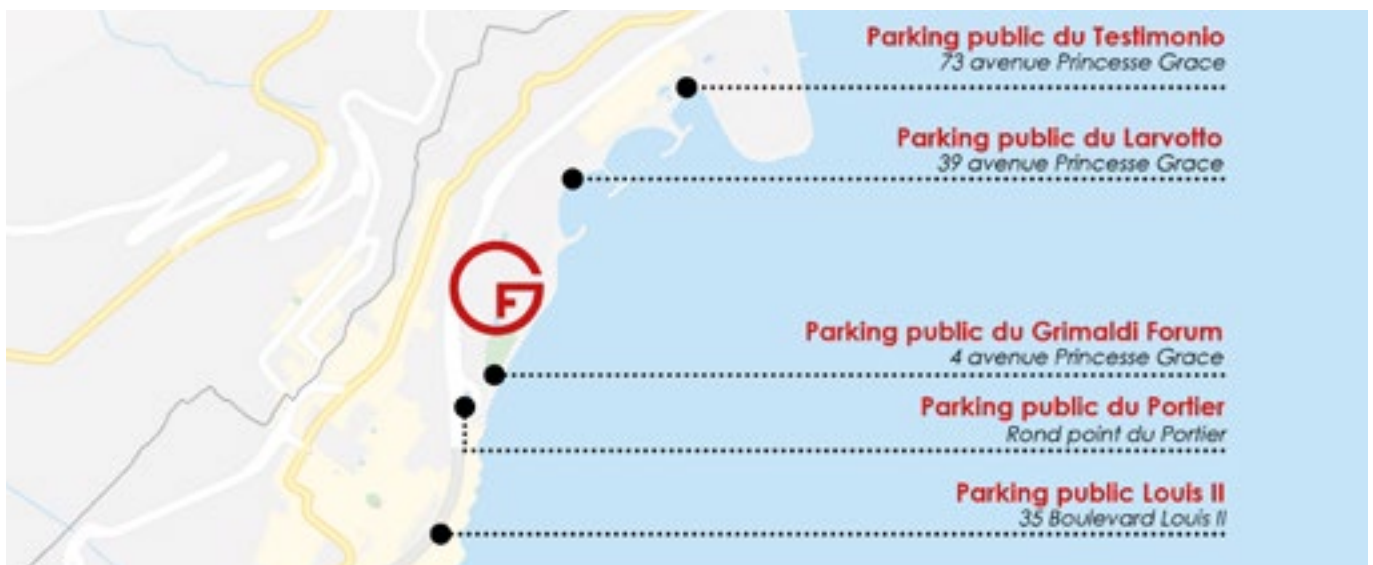 Parking public du Testimonio
73 avenue Princesse Grace
Parking public du Larvotto
39 avenue Princesse Grace
GF
Parking public du Grimaldi Forum
4 avenue Princesse Grace
Parking public du Portier
Rond point du Portier
Parking public Louis II
35 Boulevard Louis II